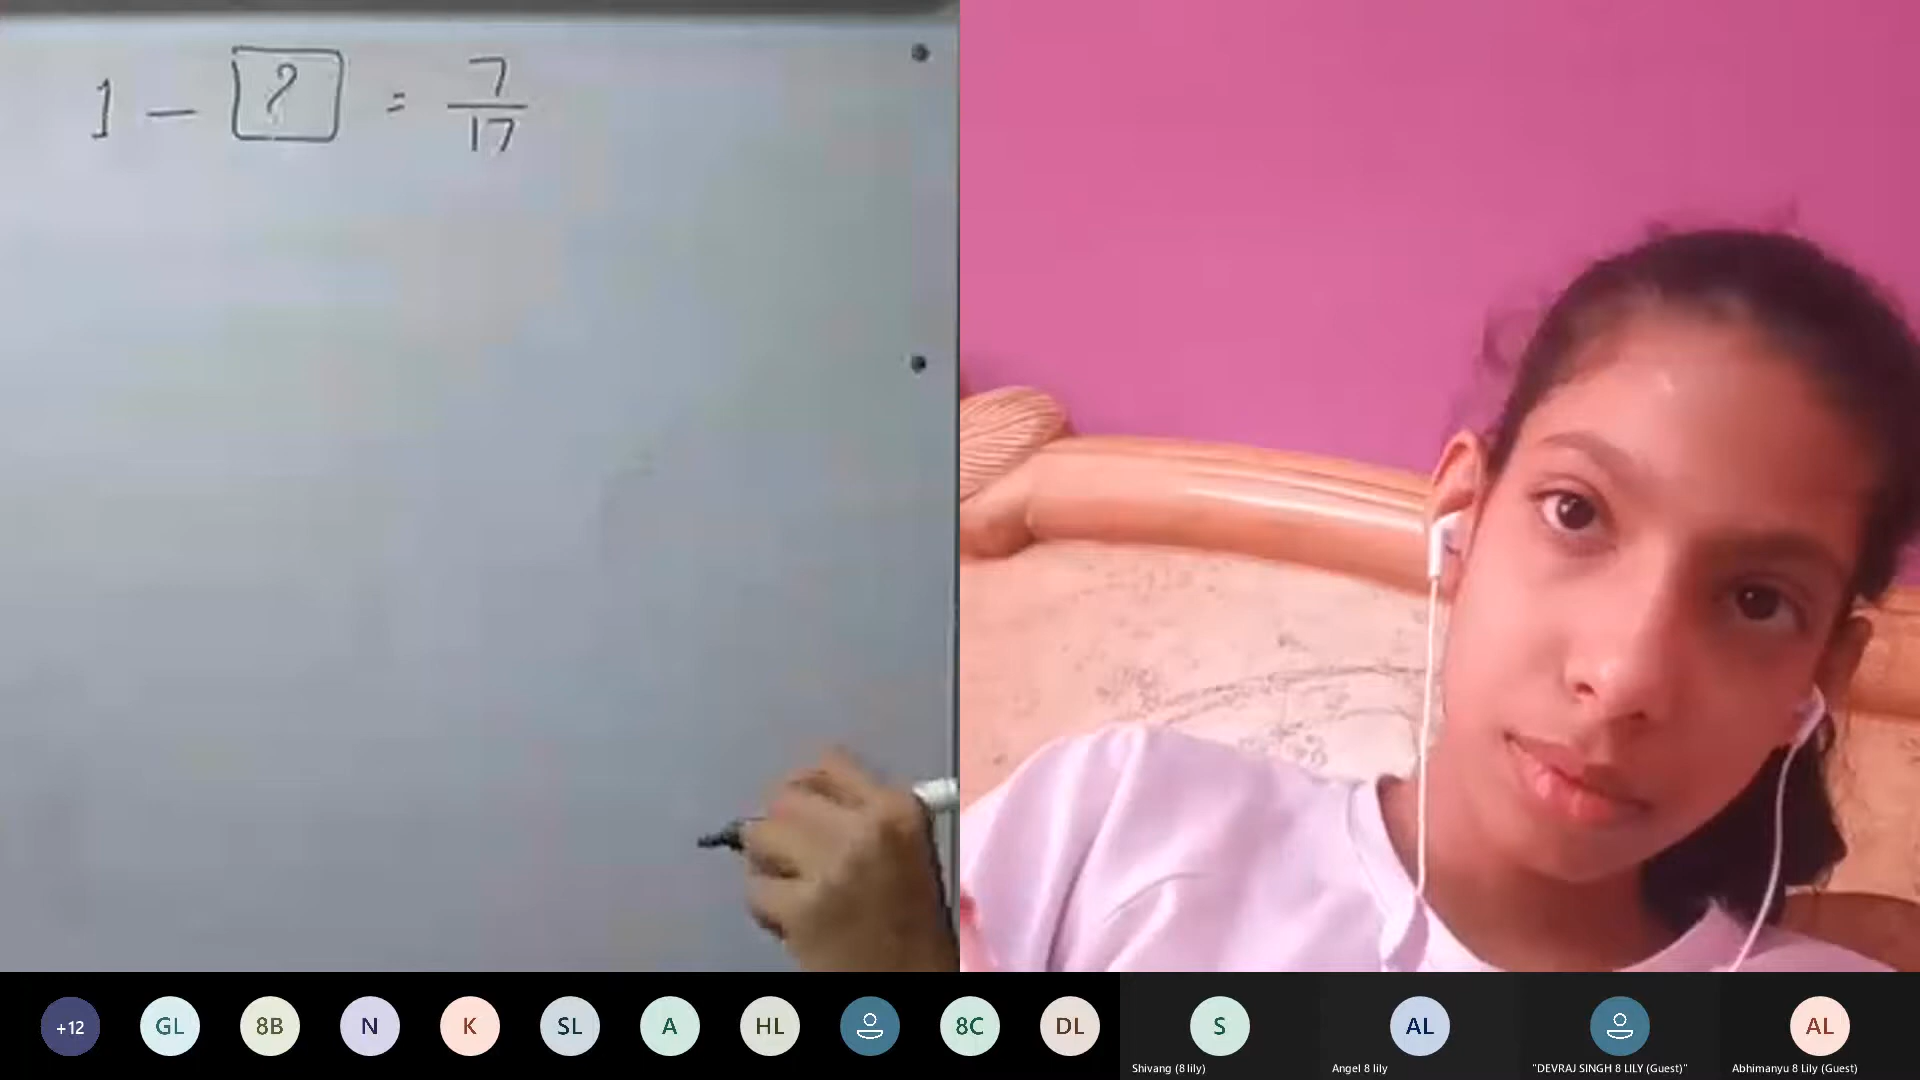 1 - ? = 7/17
+12 GL 8B N K SL A HL 8C DL S AL AL
Shivang (8 lily) Angel 8 lily "DEVRAJ SINGH 8 LILY (Guest)" Abhimanyu 8 Lily (Guest)